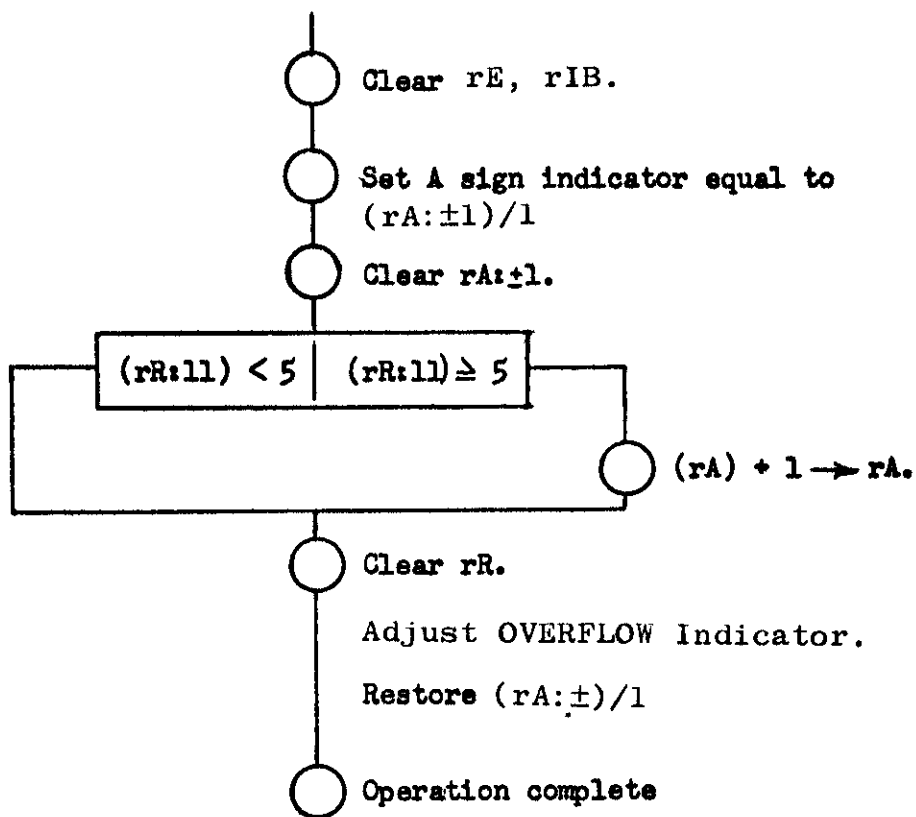 Clear rE, rIB.
Set A sign indicator equal to
(rA:±1)/1
Clear rA:±1.
(rR:11) < 5 | (rR:11) ≥ 5
(rA) + 1 → rA.
Clear rR.
Adjust OVERFLOW Indicator.
Restore (rA:±)/1
Operation complete